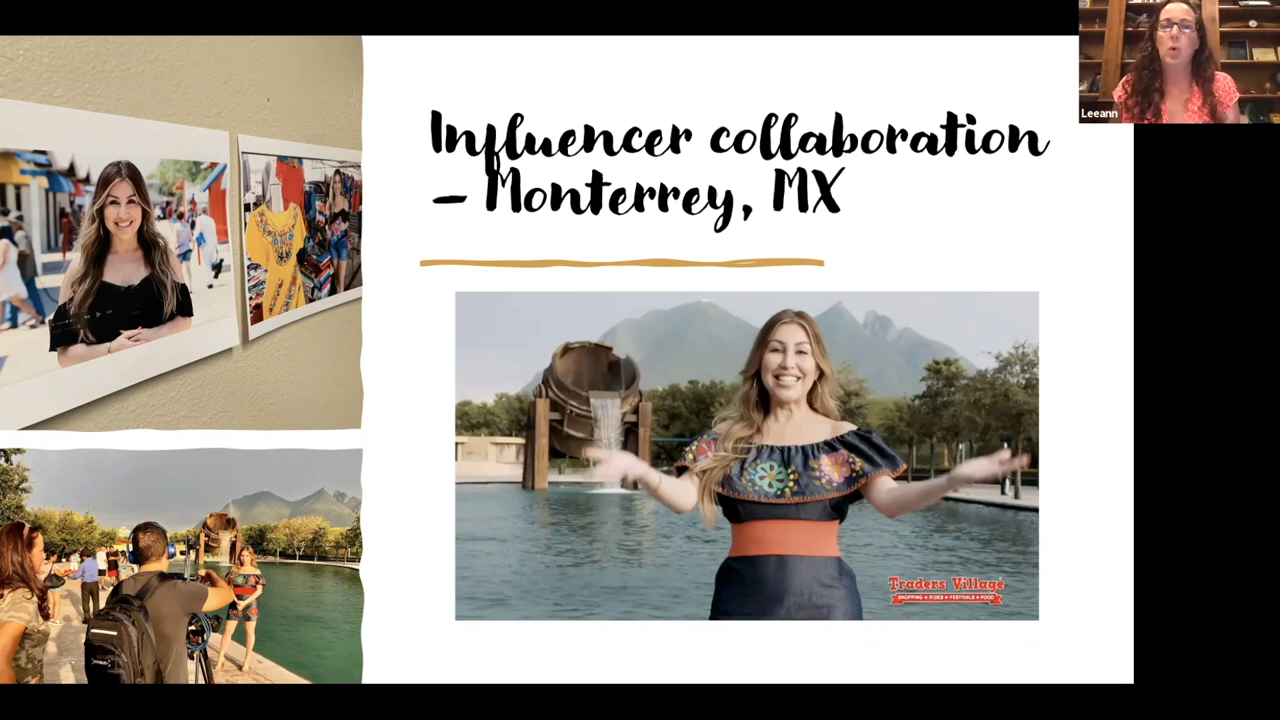 Influencer collaboration
– Monterrey, MX
Leeann
Traders Village
SHOPPING ★ RIDES ★ FESTIVALS ★ FOOD